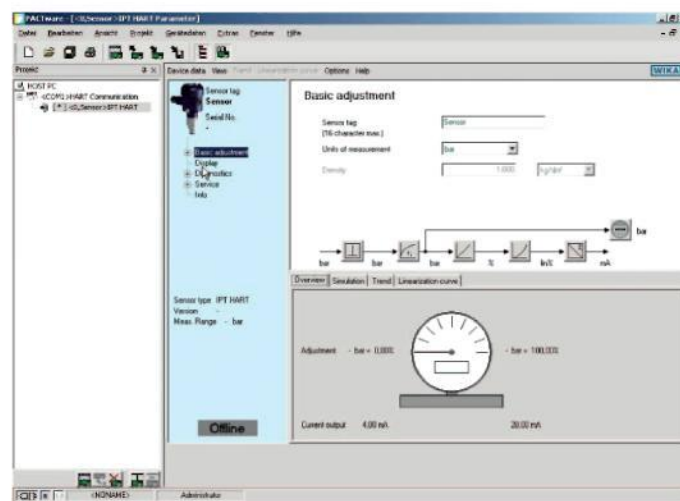 PACTware - [<0,Sensor>IPT HART Parameter]
Datei Bearbeiten Ansicht Projekt Gerätedaten Extras Fenster Hilfe
Projekt
HOST PC
<COM1>HART Communication
[*] <0,Sensor>IPT HART
Device data View Trend Linearization curve Options Help
WIKA
Sensor tag
Sensor
Serial No.
-
Basic adjustment
Display
Diagnostics
Service
Info
Sensor type IPT HART
Version -
Meas. Range - bar
Offline
Basic adjustment
Sensor tag
(16 character max.)
Sensor
Units of measurement
bar
Density
1.000
kg/dm³
bar
bar bar bar % lin% mA
Overview Simulation Trend Linearization curve
Adjustment - bar = 0,00% - bar = 100,00%
Current output 4,00 mA 20,00 mA
<NONAME> Administrator